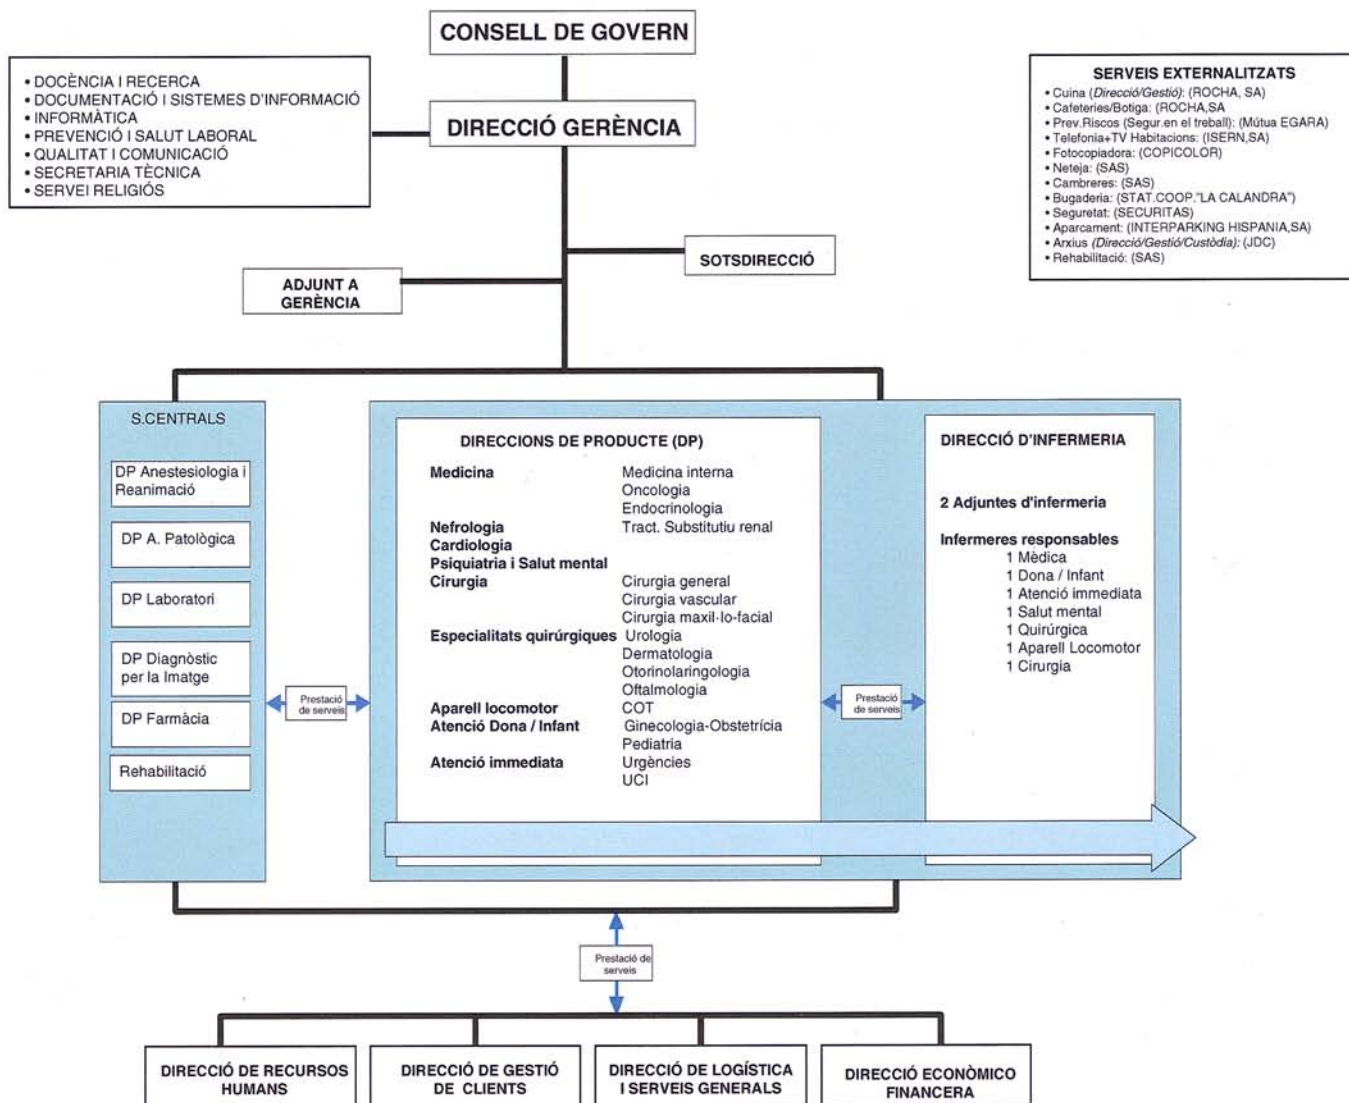 CONSELL DE GOVERN
• DOCÈNCIA I RECERCA
• DOCUMENTACIÓ I SISTEMES D'INFORMACIÓ
• INFORMÀTICA
• PREVENCIÓ I SALUT LABORAL
• QUALITAT I COMUNICACIÓ
• SECRETARIA TÈCNICA
• SERVEI RELIGIÓS
DIRECCIÓ GERÈNCIA
SERVEIS EXTERNALITZATS
• Cuina (Direcció/Gestió): (ROCHA, SA)
• Cafeteries/Botiga: (ROCHA,SA
• Prev.Riscos (Segur.en el treball): (Mútua EGARA)
• Telefonia+TV Habitacions: (ISERN,SA)
• Fotocopiadora: (COPICOLOR)
• Neteja: (SAS)
• Cambreres: (SAS)
• Bugaderia: (STAT.COOP."LA CALANDRA")
• Seguretat: (SECURITAS)
• Aparcament: (INTERPARKING HISPANIA,SA)
• Arxius (Direcció/Gestió/Custòdia): (JDC)
• Rehabilitació: (SAS)
SOTSDIRECCIÓ
ADJUNT A
GERÈNCIA
S.CENTRALS
DP Anestesiologia i
Reanimació
DP A. Patològica
DP Laboratori
DP Diagnòstic
per la Imatge
DP Farmàcia
Rehabilitació
Prestació
de serveis
DIRECCIONS DE PRODUCTE (DP)
Medicina Medicina interna
Oncologia
Endocrinologia
Nefrologia Tract. Substitutiu renal
Cardiologia
Psiquiatria i Salut mental
Cirurgia Cirurgia general
Cirurgia vascular
Cirurgia maxil·lo-facial
Especialitats quirúrgiques Urologia
Dermatologia
Otorinolaringologia
Oftalmologia
Aparell locomotor COT
Atenció Dona / Infant Ginecologia-Obstetrícia
Pediatria
Atenció immediata Urgències
UCI
Prestació
de serveis
DIRECCIÓ D'INFERMERIA
2 Adjuntes d'infermeria
Infermeres responsables
1 Mèdica
1 Dona / Infant
1 Atenció immediata
1 Salut mental
1 Quirúrgica
1 Aparell Locomotor
1 Cirurgia
Prestació de
serveis
DIRECCIÓ DE RECURSOS
HUMANS
DIRECCIÓ DE GESTIÓ
DE CLIENTS
DIRECCIÓ DE LOGÍSTICA
I SERVEIS GENERALS
DIRECCIÓ ECONÒMICO
FINANCERA